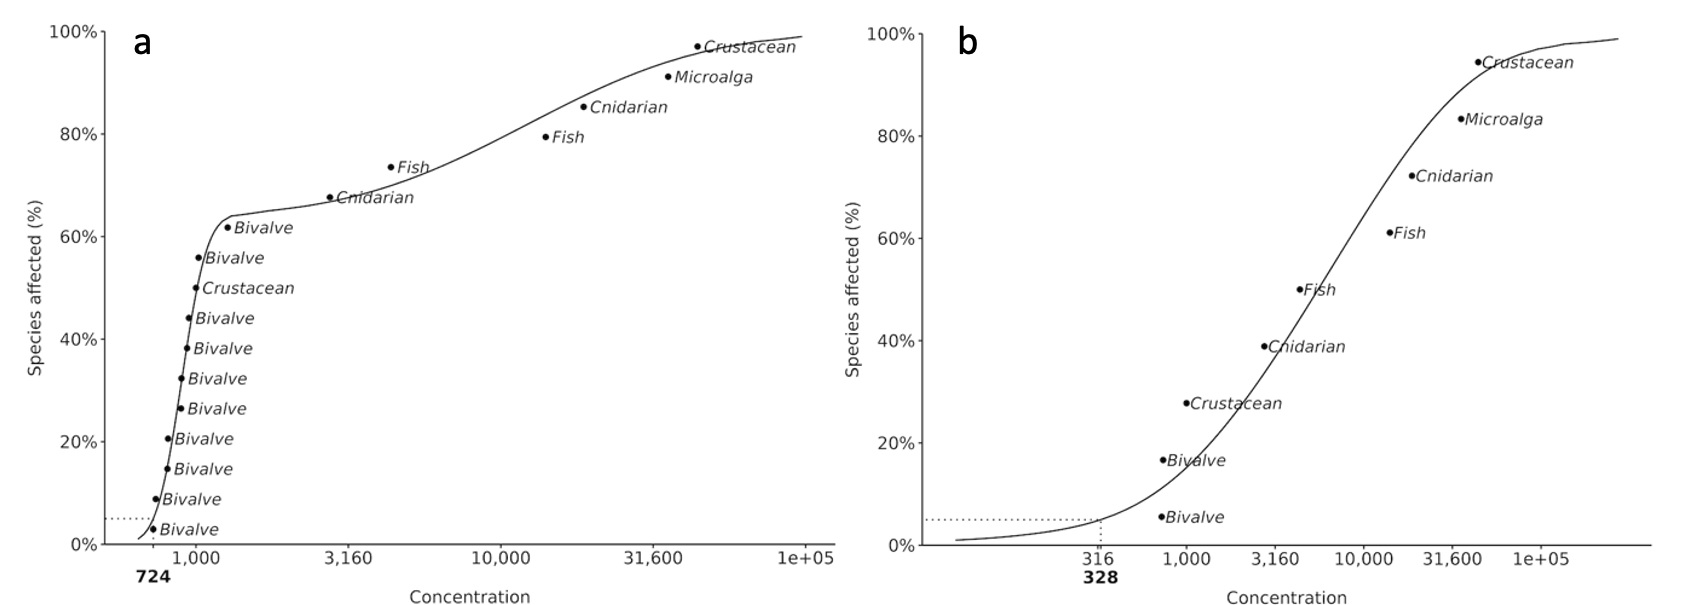 a
Species affected (%)
100%
80%
60%
40%
20%
0%
Crustacean
Microalga
Cnidarian
Fish
Fish
Cnidarian
Bivalve
Bivalve
Crustacean
Bivalve
Bivalve
Bivalve
Bivalve
Bivalve
Bivalve
Bivalve
Bivalve
1,000 3,160 10,000 31,600 1e+05
724
Concentration
b
Species affected (%)
100%
80%
60%
40%
20%
0%
Crustacean
Microalga
Cnidarian
Fish
Fish
Cnidarian
Crustacean
Bivalve
Bivalve
316 1,000 3,160 10,000 31,600 1e+05
328
Concentration